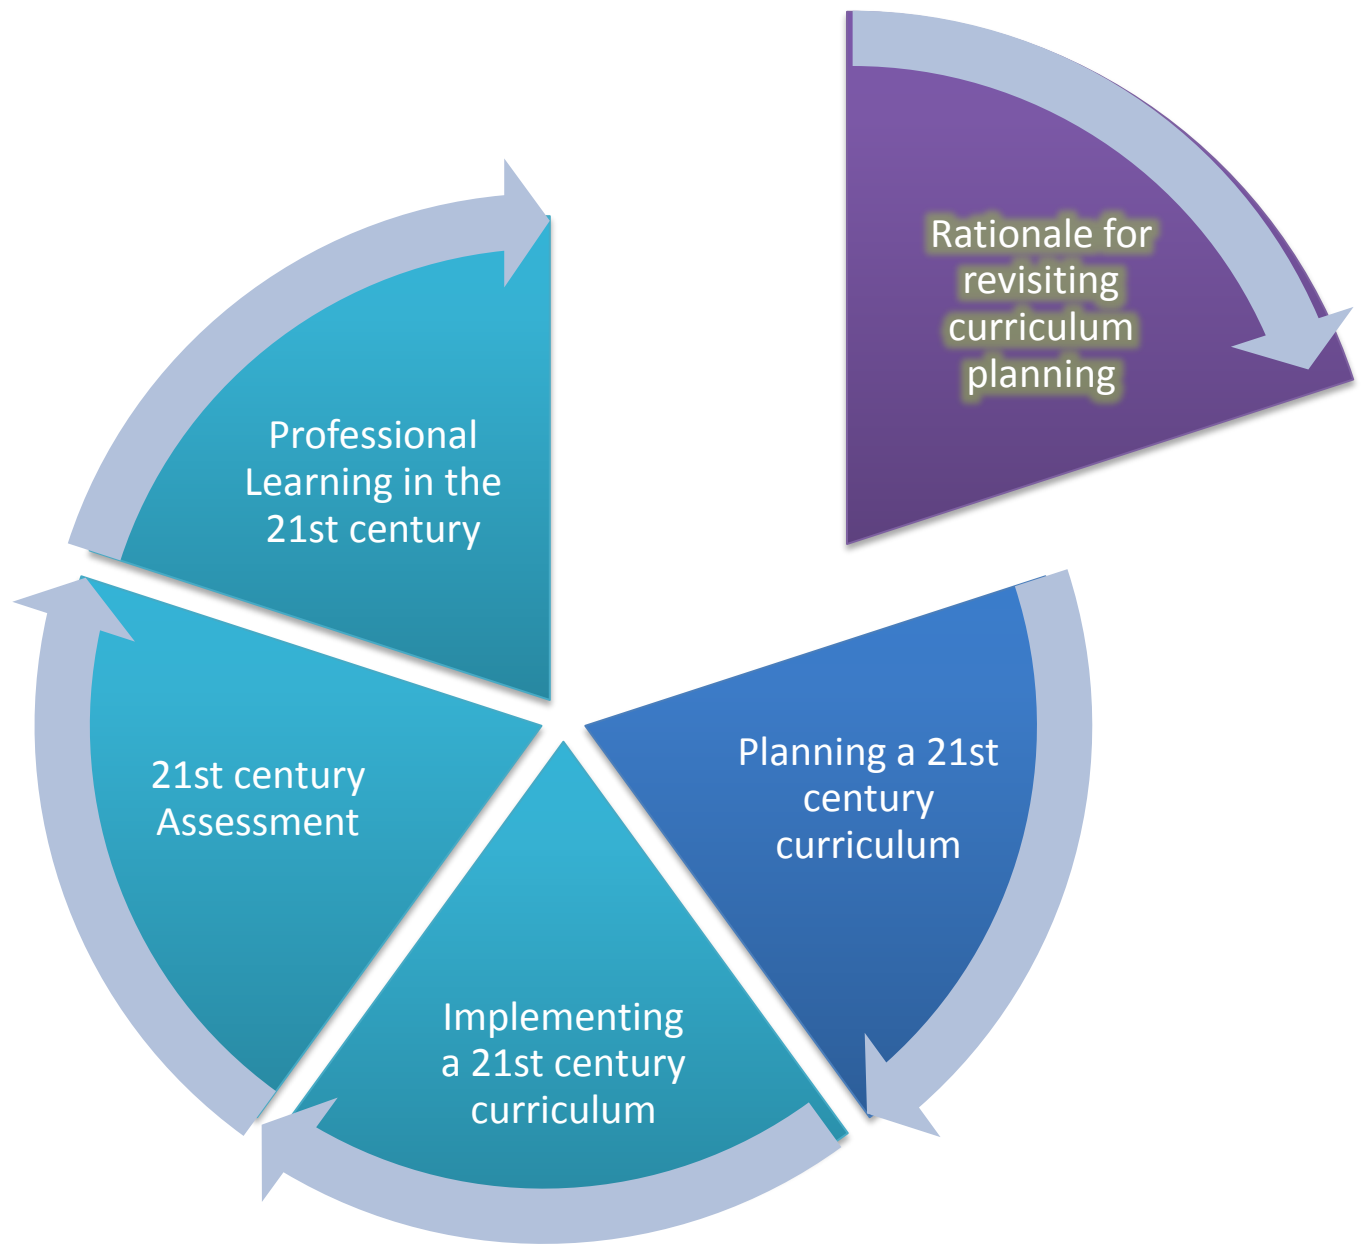 Rationale for
revisiting
curriculum
planning
Planning a 21st
century
curriculum
Implementing
a 21st century
curriculum
21st century
Assessment
Professional
Learning in the
21st century